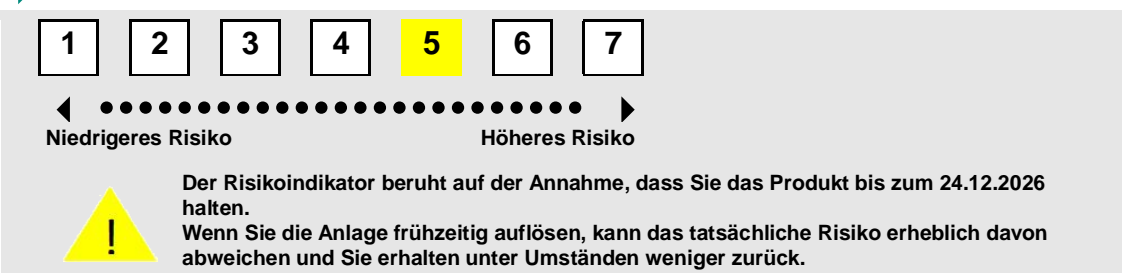 1 2 3 4 5 6 7
Niedrigeres Risiko Höheres Risiko
Der Risikoindikator beruht auf der Annahme, dass Sie das Produkt bis zum 24.12.2026
halten.
!
Wenn Sie die Anlage frühzeitig auflösen, kann das tatsächliche Risiko erheblich davon
abweichen und Sie erhalten unter Umständen weniger zurück.